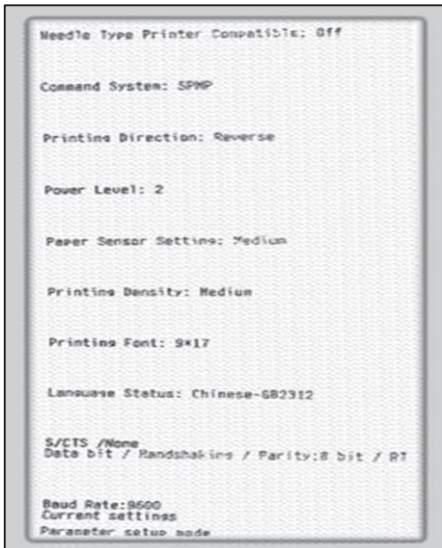 Needle Type Printer Compatible: Off
Command System: SPMP
Printing Direction: Reverse
Power Level: 2
Paper Sensor Setting: Medium
Printing Density: Medium
Printing Font: 9*17
Language Status: Chinese-GB2312
S/CTS /None
Data bit / Handshaking / Parity:8 bit / RT
Baud Rate:9600
Current settings
Parameter setup mode